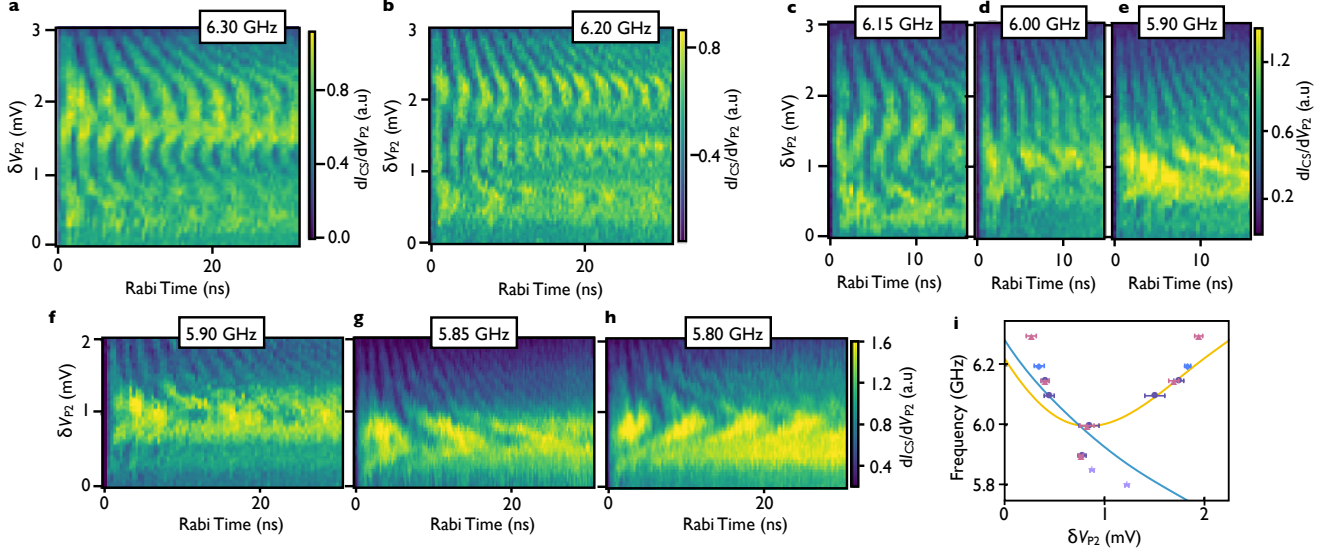 a
6.30 GHz
3
2
1
0
δV_P2 (mV)
0
20
Rabi Time (ns)
0.8
0.4
0.0
dI_CS/dV_P2 (a.u)
b
6.20 GHz
3
2
1
0
δV_P2 (mV)
0
20
Rabi Time (ns)
0.8
0.4
dI_CS/dV_P2 (a.u)
c
6.15 GHz
3
2
1
0
δV_P2 (mV)
0
10
Rabi Time (ns)
d
6.00 GHz
0
10
Rabi Time (ns)
e
5.90 GHz
0
10
Rabi Time (ns)
1.2
0.6
0.2
dI_CS/dV_P2 (a.u)
f
5.90 GHz
2
1
0
δV_P2 (mV)
0
20
Rabi Time (ns)
g
5.85 GHz
0
20
Rabi Time (ns)
h
5.80 GHz
0
20
Rabi Time (ns)
1.6
1.2
0.8
0.4
dI_CS/dV_P2 (a.u)
i
6.2
6.0
5.8
Frequency (GHz)
0
1
2
δV_P2 (mV)